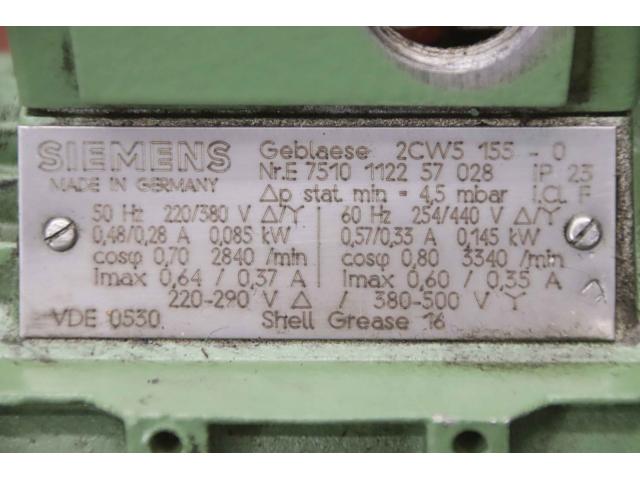 SIEMENS Geblaese 2CW5 155 - 0
MADE IN GERMANY Nr.E 7510 1122 57 028 IP 23
Δp stat. min = 4,5 mbar I.Cl. F
50 Hz 220/380 V Δ/Y 60 Hz 254/440 V Δ/Y
0,48/0,28 A 0,085 kW 0,57/0,33 A 0,145 kW
cosφ 0,70 2840/min cosφ 0,80 3340/min
Imax 0,64 / 0,37 A Imax 0,60 / 0,35 A
220-290 V Δ / 380-500 V Y
VDE 0530. Shell Grease 16